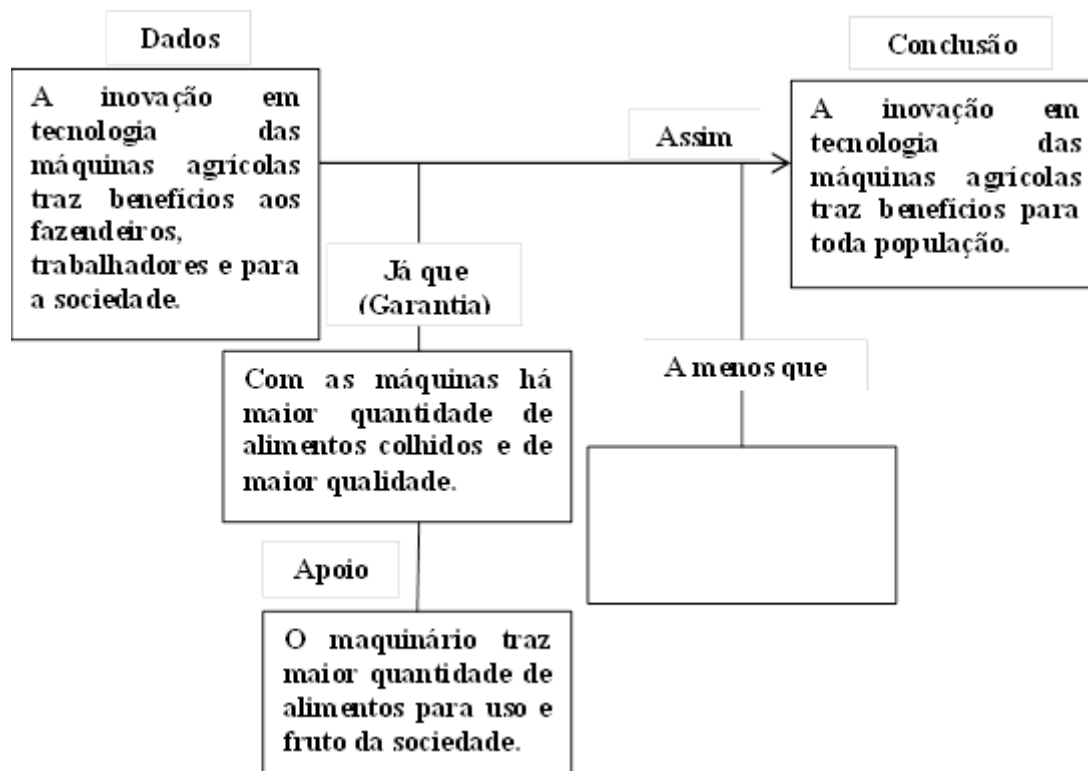 Dados
A inovação em
tecnologia das
máquinas agrícolas
traz benefícios aos
fazendeiros,
trabalhadores e para
a sociedade.
Assim
Conclusão
A inovação em
tecnologia das
máquinas agrícolas
traz benefícios para
toda população.
Já que
(Garantia)
Com as máquinas há
maior quantidade de
alimentos colhidos e de
maior qualidade.
A menos que
Apoio
O maquinário traz
maior quantidade de
alimentos para uso e
fruto da sociedade.